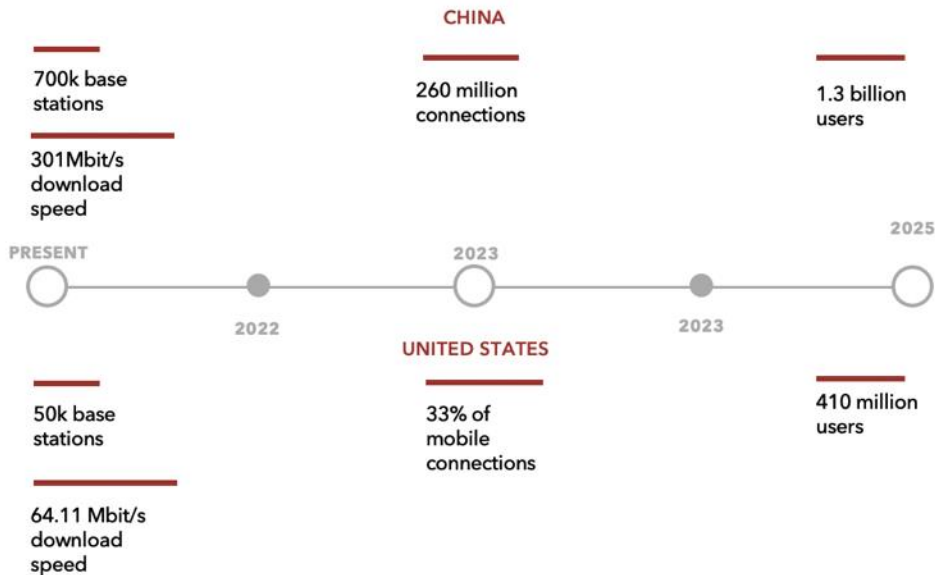 CHINA
700k base
stations
301Mbit/s
download
speed
260 million
connections
1.3 billion
users
PRESENT
2022
2023
2023
2025
UNITED STATES
50k base
stations
64.11 Mbit/s
download
speed
33% of
mobile
connections
410 million
users